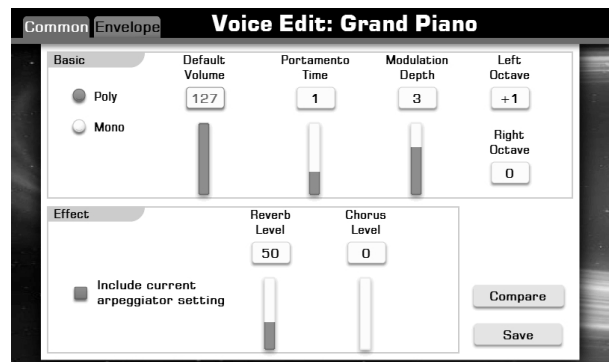 Common Envelope Voice Edit: Grand Piano
Basic
Default Volume
Portamento Time
Modulation Depth
Left Octave
Poly
127
1
3
+1
Mono
Right Octave
0
Effect
Reverb Level
Chorus Level
50
0
Include current
arpeggiator setting
Compare
Save